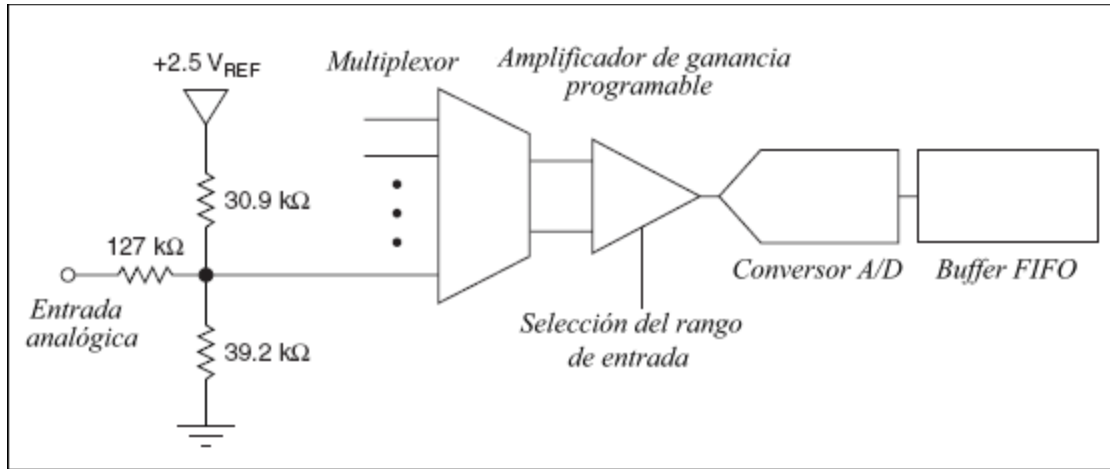 +2.5 V_REF
Multiplexor
Amplificador de ganancia
programable
30.9 kΩ
127 kΩ
Entrada
analógica
39.2 kΩ
Selección del rango
de entrada
Conversor A/D
Buffer FIFO